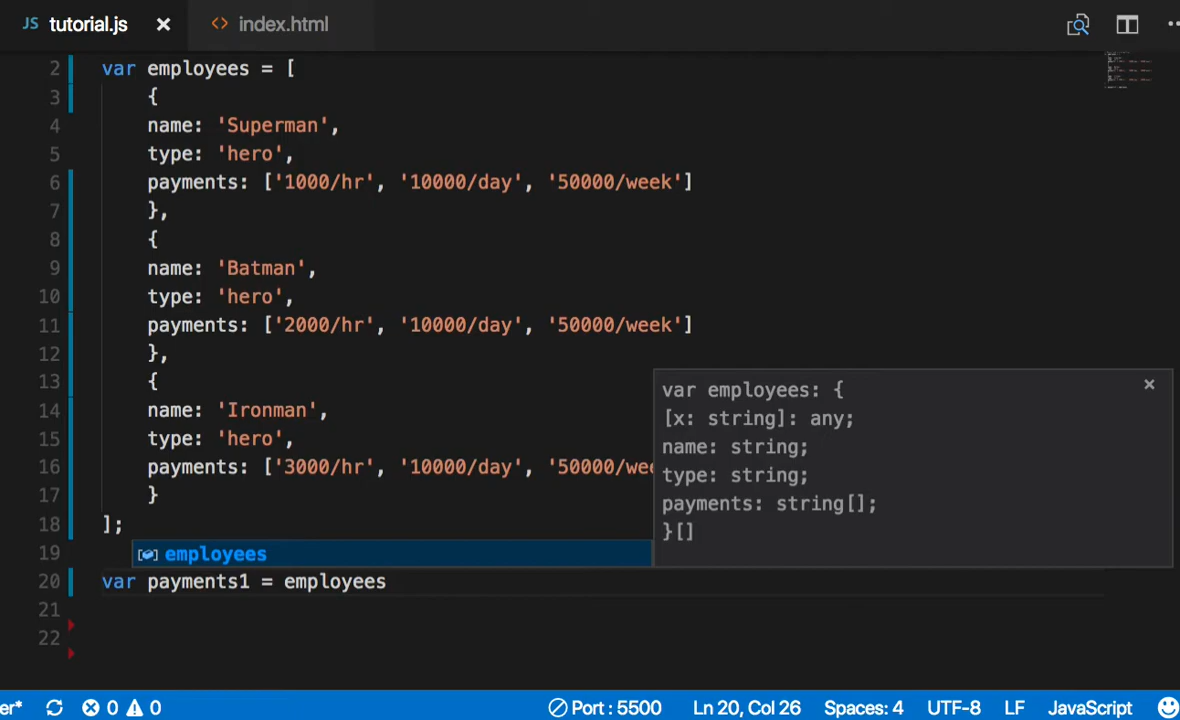 JS tutorial.js × <> index.html
2 var employees = [
3 {
4 name: 'Superman',
5 type: 'hero',
6 payments: ['1000/hr', '10000/day', '50000/week']
7 },
8 {
9 name: 'Batman',
10 type: 'hero',
11 payments: ['2000/hr', '10000/day', '50000/week']
12 },
13 {
14 name: 'Ironman',
15 type: 'hero',
16 payments: ['3000/hr', '10000/day', '50000/wee
17 }
18 ];
19
employees
var employees: {
[x: string]: any;
name: string;
type: string;
payments: string[];
}[]
20 var payments1 = employees
21
22
er* 0 0 Port : 5500 Ln 20, Col 26 Spaces: 4 UTF-8 LF JavaScript